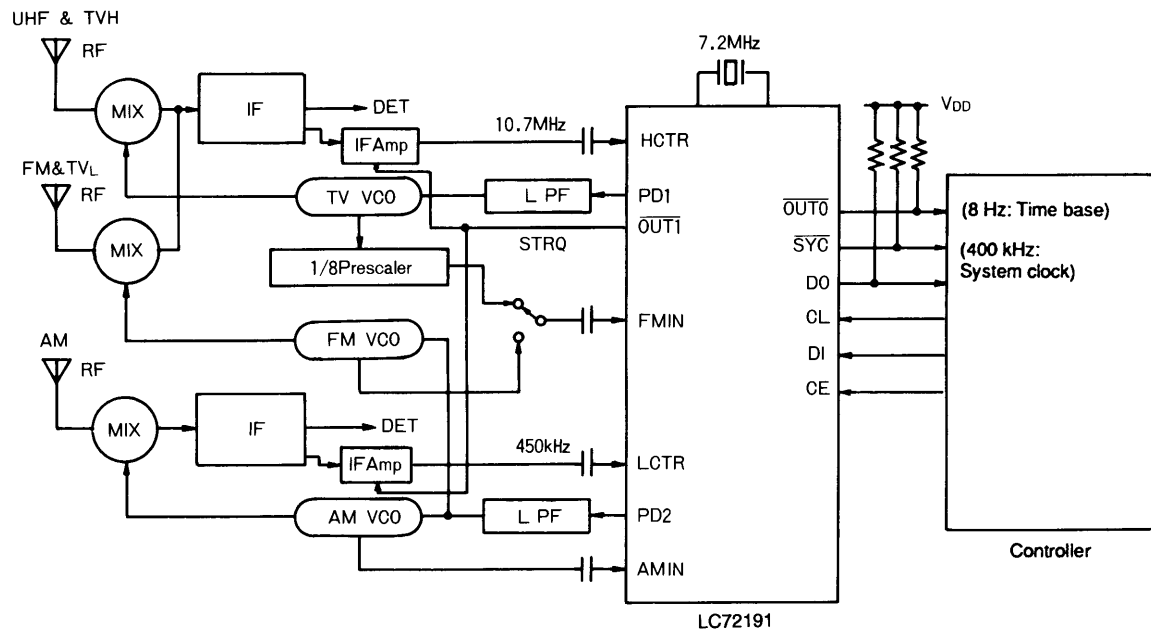 UHF & TVH
RF
MIX
IF
DET
IFAmp
10.7MHz
7.2MHz
HCTR
VDD
FM&TVL
RF
MIX
TV VCO
LPF
PD1
OUT1
STRQ
1/8Prescaler
FMIN
FM VCO
OUT0
(8 Hz: Time base)
SYC
(400 kHz:
System clock)
DO
CL
DI
CE
AM
RF
MIX
IF
DET
IFAmp
450kHz
LCTR
AM VCO
LPF
PD2
AMIN
LC72191
Controller